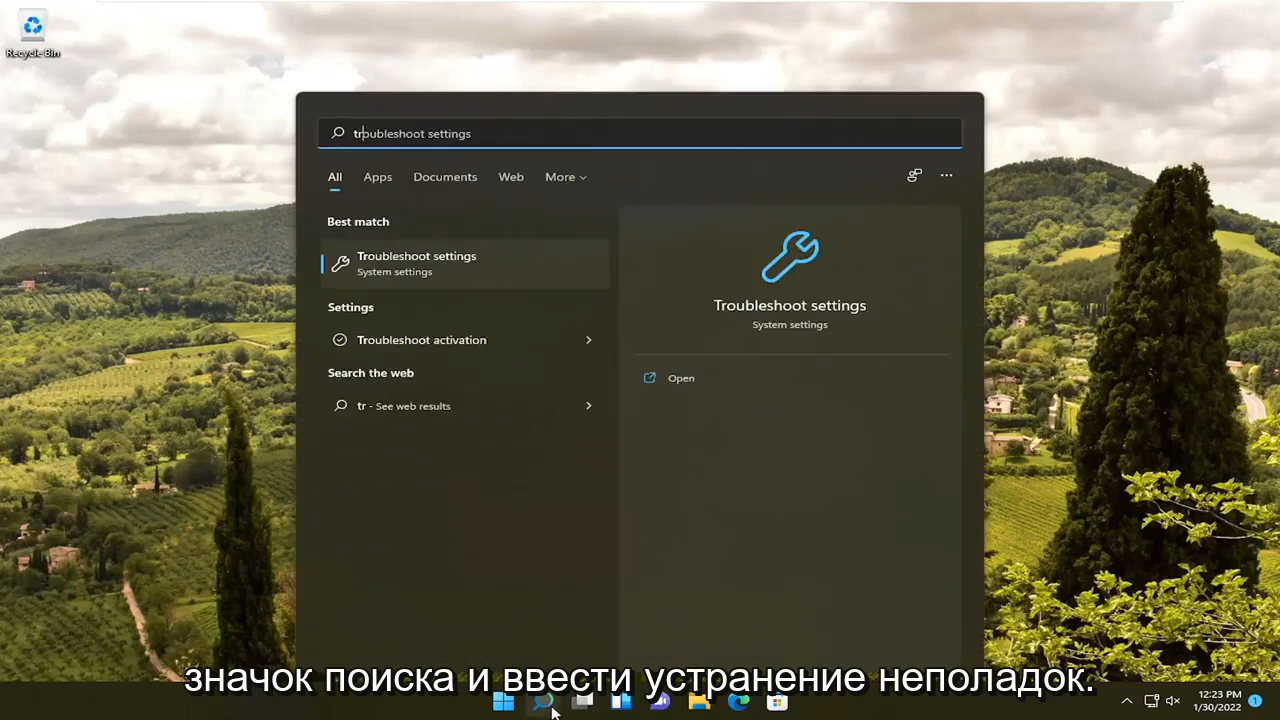 Recycle Bin
troubleshoot settings
All Apps Documents Web More
Best match
Troubleshoot settings
System settings
Settings
Troubleshoot activation
Search the web
tr - See web results
Troubleshoot settings
System settings
Open
значок поиска и ввести устранение неполадок.
12:23 PM
1/30/2022
1